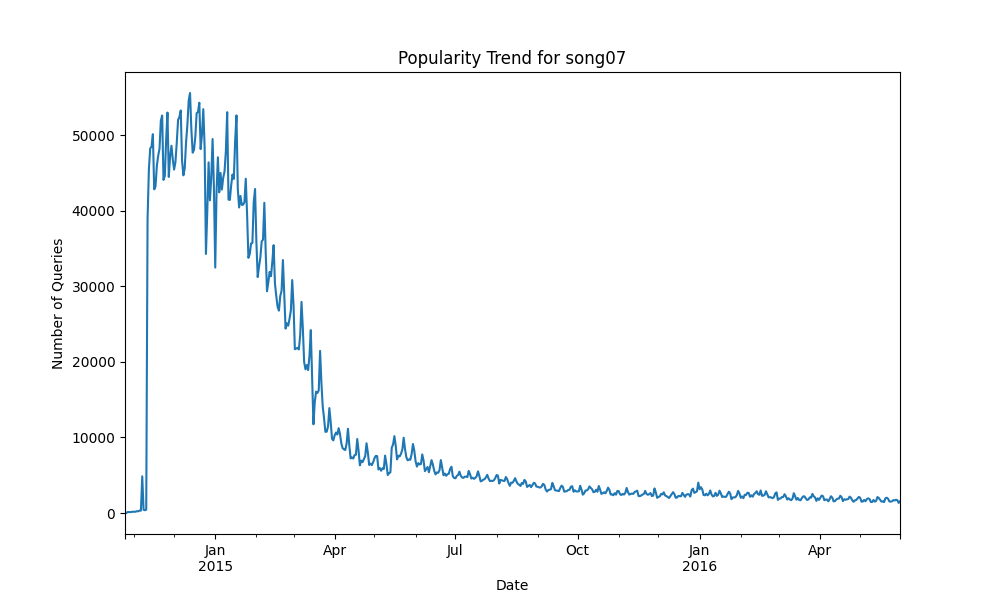 Popularity Trend for song07
Number of Queries
50000
40000
30000
20000
10000
0
Jan Apr Jul Oct Jan Apr
2015 2016
Date